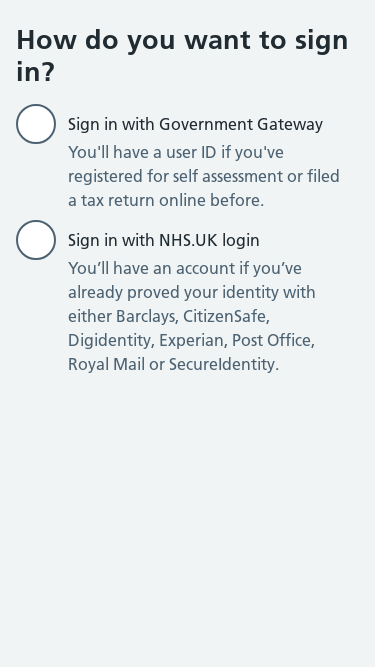 How do you want to sign
in?
Sign in with Government Gateway
You'll have a user ID if you've
registered for self assessment or filed
a tax return online before.
Sign in with NHS.UK login
You’ll have an account if you’ve
already proved your identity with
either Barclays, CitizenSafe,
Digidentity, Experian, Post Office,
Royal Mail or SecureIdentity.